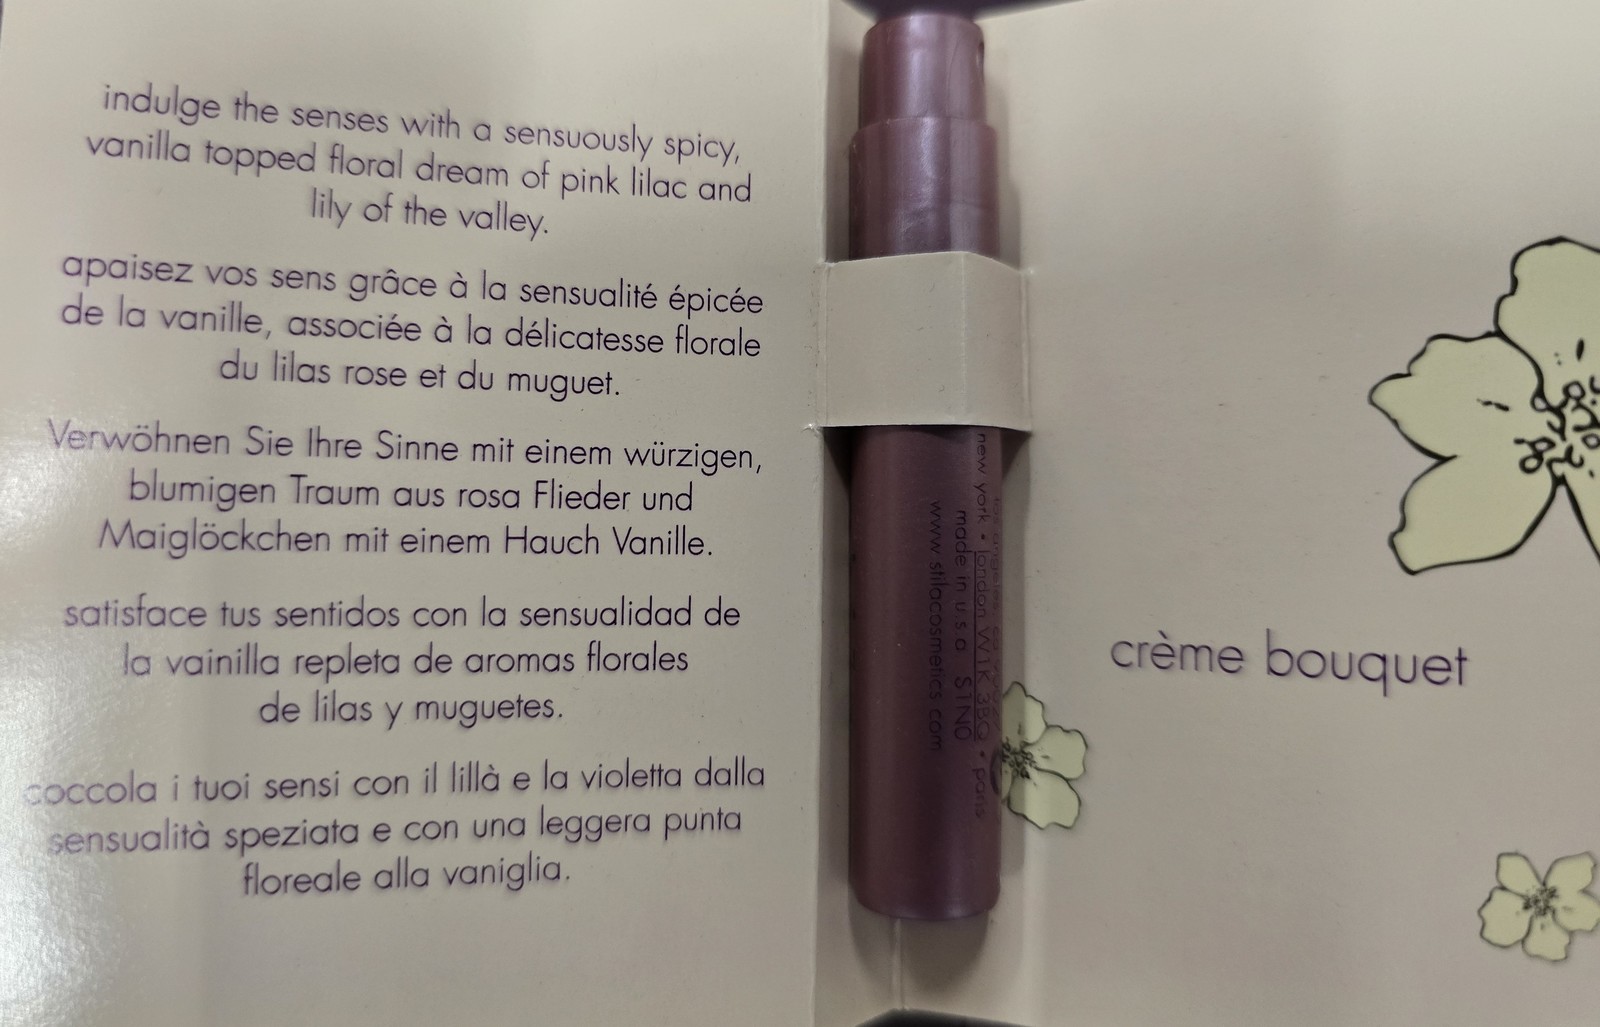 indulge the senses with a sensuously spicy,
vanilla topped floral dream of pink lilac and
lily of the valley.
apaisez vos sens grâce à la sensualité épicée
de la vanille, associée à la délicatesse florale
du lilas rose et du muguet.
Verwöhnen Sie Ihre Sinne mit einem würzigen,
blumigen Traum aus rosa Flieder und
Maiglöckchen mit einem Hauch Vanille.
satisface tus sentidos con la sensualidad de
la vainilla repleta de aromas florales
de lilas y muguetes.
coccola i tuoi sensi con il lillà e la violetta dalla
sensualità speziata e con una leggera punta
floreale alla vaniglia.
los angeles
new york • london W1K 3BQ • paris
made in u s a S1N0
www stilacosmetics com
crème bouquet